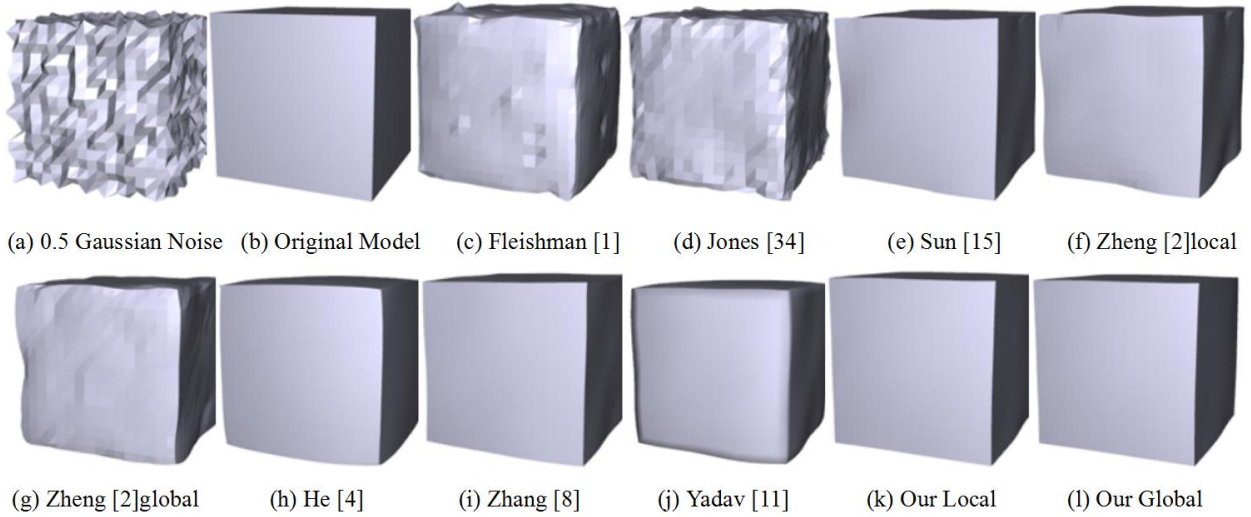 (a) 0.5 Gaussian Noise (b) Original Model (c) Fleishman [1] (d) Jones [34] (e) Sun [15] (f) Zheng [2]local
(g) Zheng [2]global (h) He [4] (i) Zhang [8] (j) Yadav [11] (k) Our Local (l) Our Global